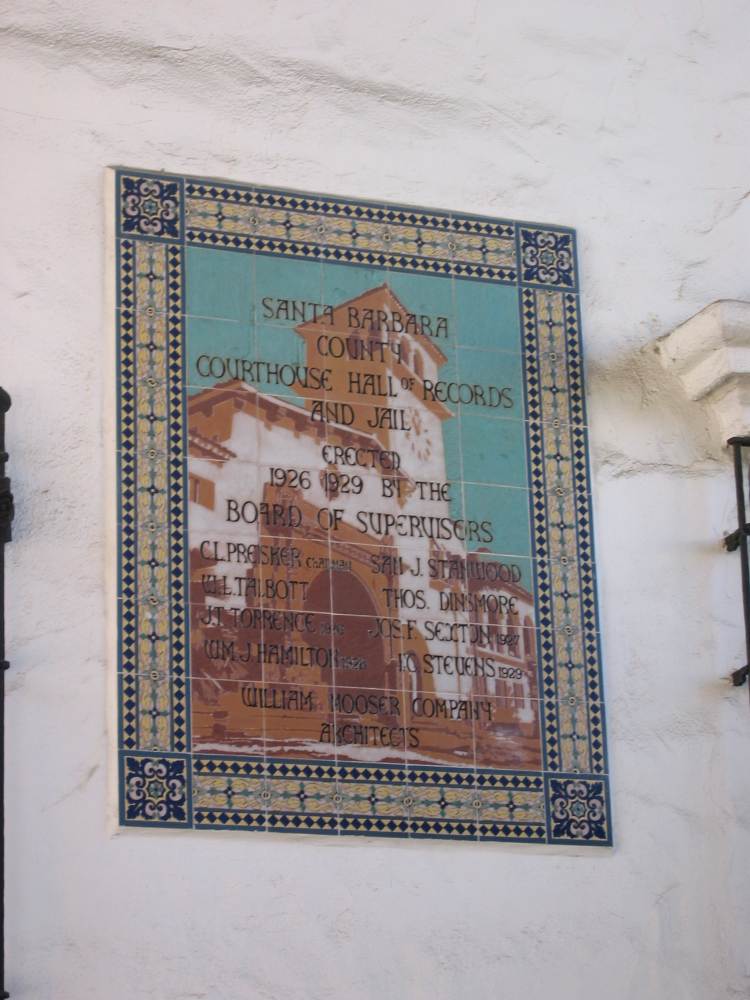 SANTA BARBARA
COUNTY
COURTHOUSE HALL OF RECORDS
AND JAIL
ERECTED
1926 1929 BY THE
BOARD OF SUPERVISORS
C.L. PREISKER CHAIRMAN SAM J. STANWOOD
W.L. TALBOTT THOS. DINSMORE
J.T. TORRENCE 1926 JOS. F. SEXTON 1927
WM. J. HAMILTON 1928 STEVENS 1929
WILLIAM MOOSER COMPANY
ARCHITECTS